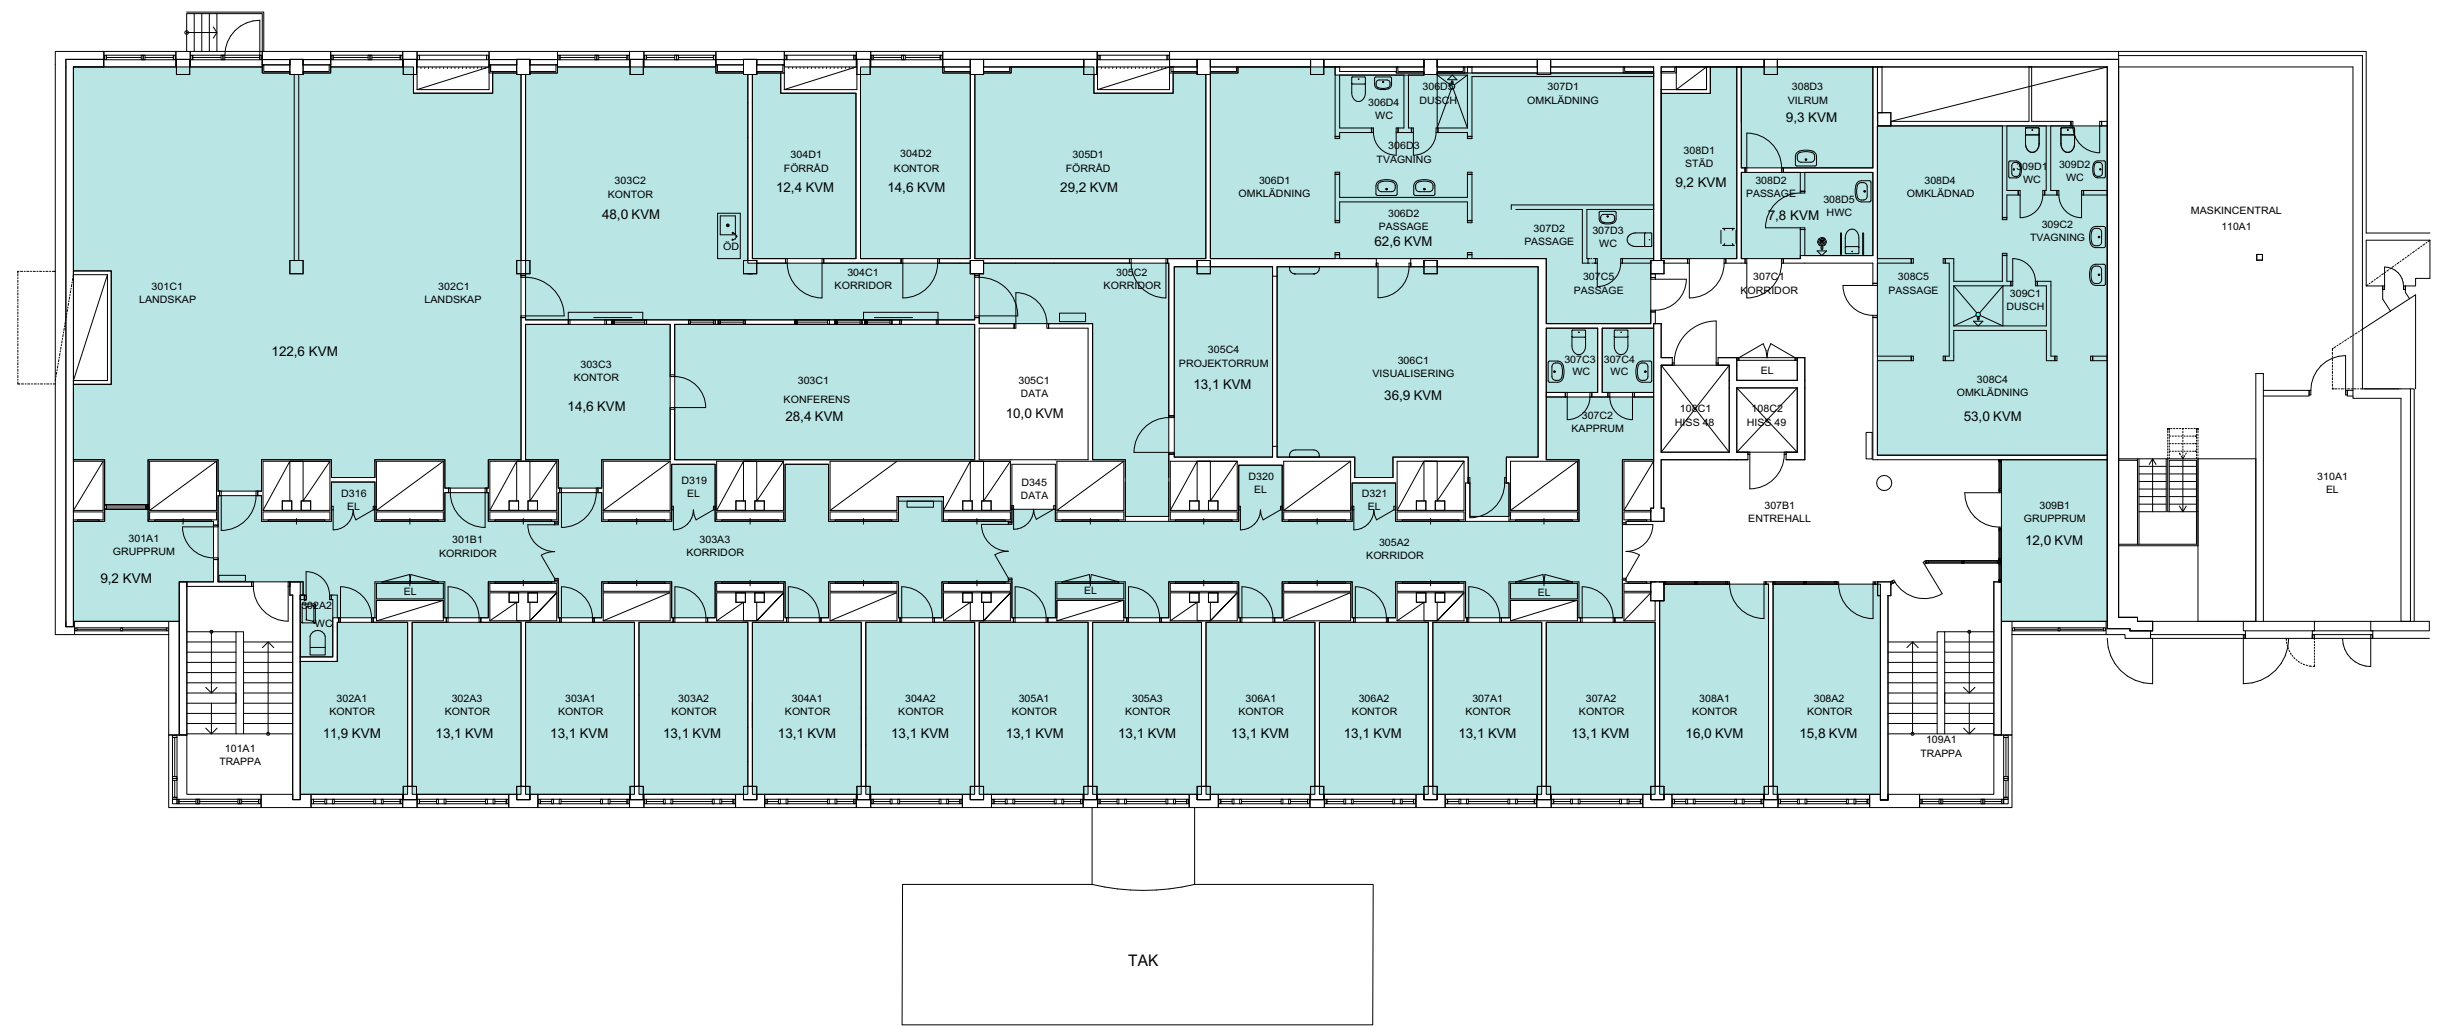 306D4
WC
306D5
DUSCH
307D1
OMKLÄDNING
308D3
VILRUM
9,3 KVM
304D1
FÖRRÅD
12,4 KVM
304D2
KONTOR
14,6 KVM
305D1
FÖRRÅD
29,2 KVM
306D3
TVAGNING
308D1
STÄD
9,2 KVM
309D1
WC
309D2
WC
303C2
KONTOR
48,0 KVM
ÖD
306D1
OMKLÄDNING
306D2
PASSAGE
62,6 KVM
307D2
PASSAGE
307D3
WC
308D2
PASSAGE
7,8 KVM
308D5
HWC
308D4
OMKLÄDNAD
309C2
TVAGNING
MASKINCENTRAL
110A1
301C1
LANDSKAP
302C1
LANDSKAP
122,6 KVM
304C1
KORRIDOR
305C2
KORRIDOR
307C5
PASSAGE
307C1
KORRIDOR
308C5
PASSAGE
309C1
DUSCH
303C3
KONTOR
14,6 KVM
303C1
KONFERENS
28,4 KVM
305C1
DATA
10,0 KVM
305C4
PROJEKTORRUM
13,1 KVM
306C1
VISUALISERING
36,9 KVM
307C3
WC
307C4
WC
EL
308C4
OMKLÄDNING
53,0 KVM
307C2
KAPPRUM
108C1
HISS 48
108C2
HISS 49
D316
EL
D319
EL
D345
DATA
D320
EL
D321
EL
310A1
EL
301A1
GRUPPRUM
9,2 KVM
301B1
KORRIDOR
303A3
KORRIDOR
305A2
KORRIDOR
307B1
ENTREHALL
309B1
GRUPPRUM
12,0 KVM
EL
EL
EL
302A2
WC
302A1
KONTOR
11,9 KVM
302A3
KONTOR
13,1 KVM
303A1
KONTOR
13,1 KVM
303A2
KONTOR
13,1 KVM
304A1
KONTOR
13,1 KVM
304A2
KONTOR
13,1 KVM
305A1
KONTOR
13,1 KVM
305A3
KONTOR
13,1 KVM
306A1
KONTOR
13,1 KVM
306A2
KONTOR
13,1 KVM
307A1
KONTOR
13,1 KVM
307A2
KONTOR
13,1 KVM
308A1
KONTOR
16,0 KVM
308A2
KONTOR
15,8 KVM
101A1
TRAPPA
109A1
TRAPPA
TAK